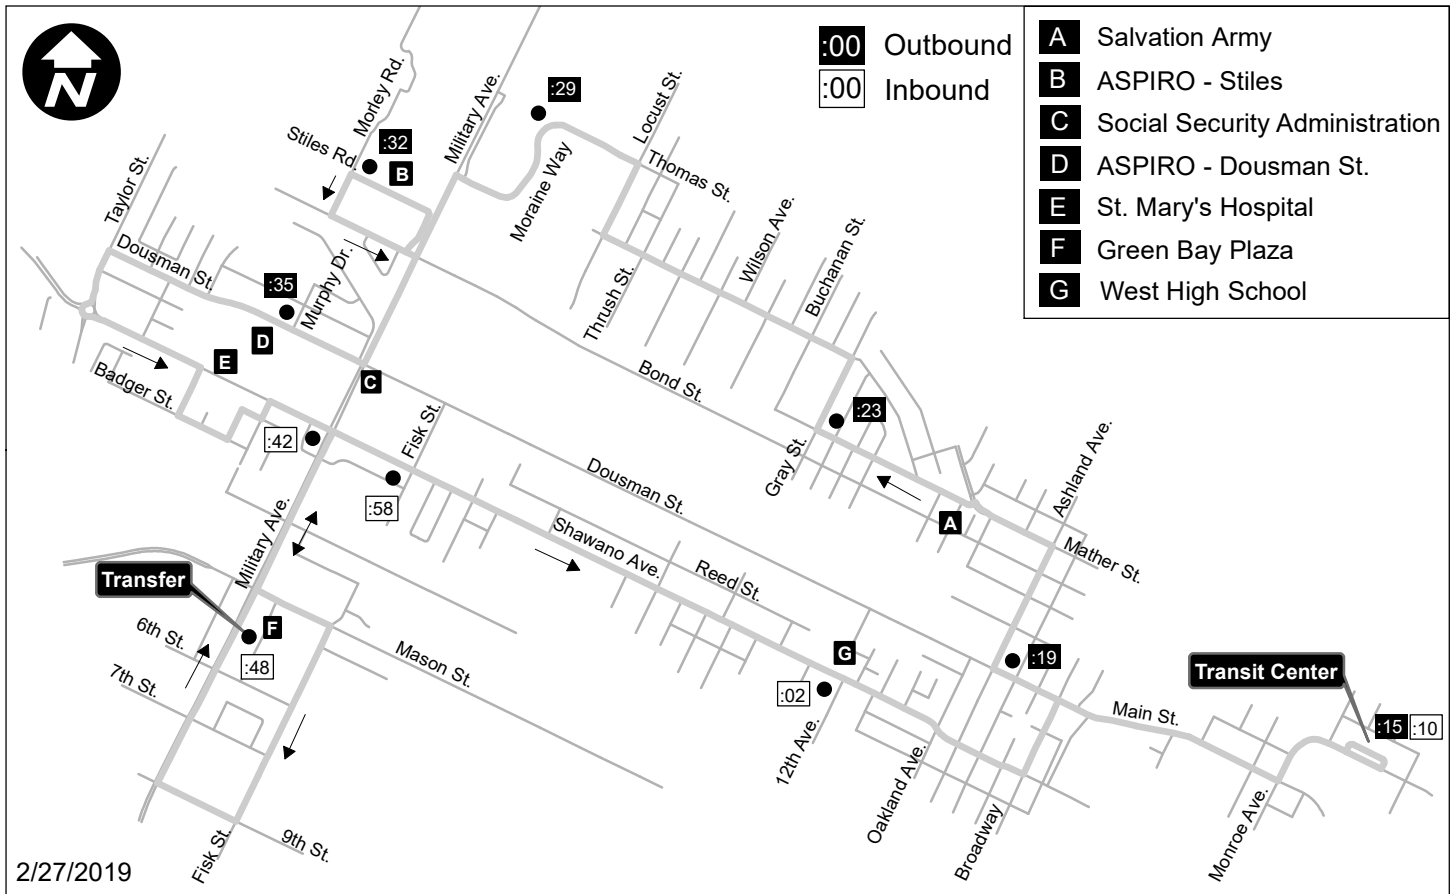 N
:00 Outbound
:00 Inbound
A Salvation Army
B ASPIRO - Stiles
C Social Security Administration
D ASPIRO - Dousman St.
E St. Mary's Hospital
F Green Bay Plaza
G West High School
Morley Rd.
Military Ave.
:29
Locust St.
:32
Stiles Rd.
B
Thomas St.
Taylor St.
Moraine Way
Wilson Ave.
Buchanan St.
Dousman St.
Murphy Dr.
:35
Thrush St.
D
E
C
Bond St.
Badger St.
:23
Fisk St.
:42
Gray St.
Dousman St.
Ashland Ave.
:58
A
Military Ave.
Shawano Ave.
Mather St.
Transfer
Reed St.
F
6th St.
:48
Mason St.
G
:19
7th St.
:02
Transit Center
Main St.
:15 :10
12th Ave.
Oakland Ave.
Broadway
Monroe Ave.
Fisk St.
9th St.
2/27/2019